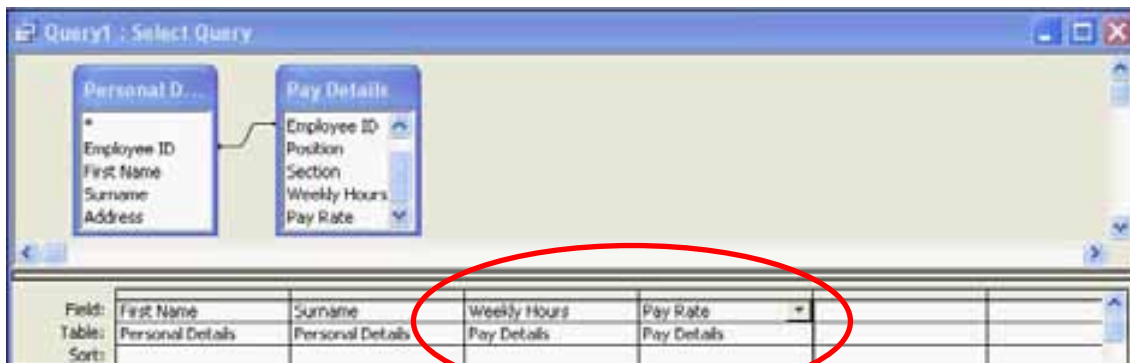 Query1 : Select Query
Personal D...
*
Employee ID
First Name
Surname
Address
Pay Details
Employee ID
Position
Section
Weekly Hours
Pay Rate
Field: First Name Surname Weekly Hours Pay Rate
Table: Personal Details Personal Details Pay Details Pay Details
Sort: